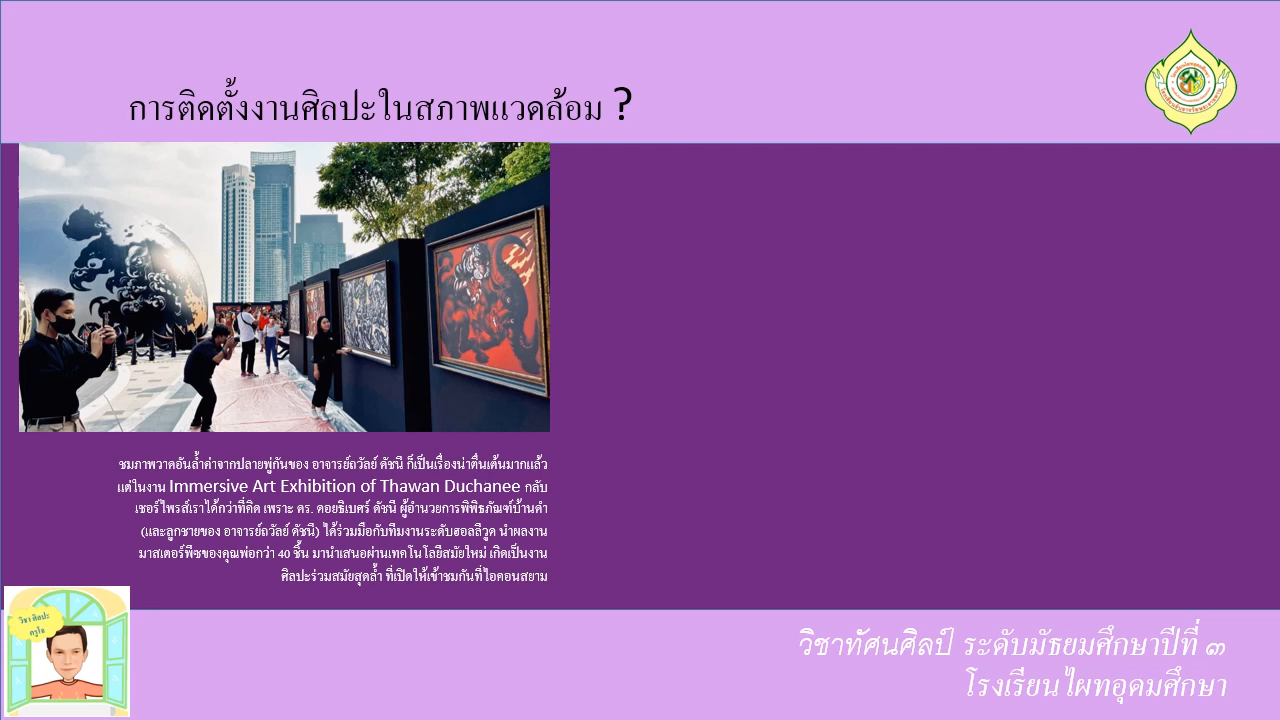 การติดตั้งงานศิลปะในสภาพแวดล้อม ?
ชมภาพวาดอันล้ำค่าจากปลายพู่กันของ อาจารย์ถวัลย์ ดัชนี ก็เป็นเรื่องน่าตื่นเต้นมากแล้ว
แต่ในงาน Immersive Art Exhibition of Thawan Duchanee กลับ
เซอร์ไพรส์เราได้กว่าที่คิด เพราะ ดร. ดอยธิเบศร์ ดัชนี ผู้อำนวยการพิพิธภัณฑ์บ้านดำ
(และลูกชายของ อาจารย์ถวัลย์ ดัชนี) ได้ร่วมมือกับทีมงานระดับฮอลลีวูด นำผลงาน
มาสเตอร์พีซของคุณพ่อกว่า 40 ชิ้น มานำเสนอผ่านเทคโนโลยีสมัยใหม่ เกิดเป็นงาน
ศิลปะร่วมสมัยสุดล้ำ ที่เปิดให้เข้าชมกันที่ไอคอนสยาม
วิชา ศิลปะ
วิชาทัศนศิลป์ ระดับมัธยมศึกษาปีที่ ๓
โรงเรียนไผทอุดมศึกษา